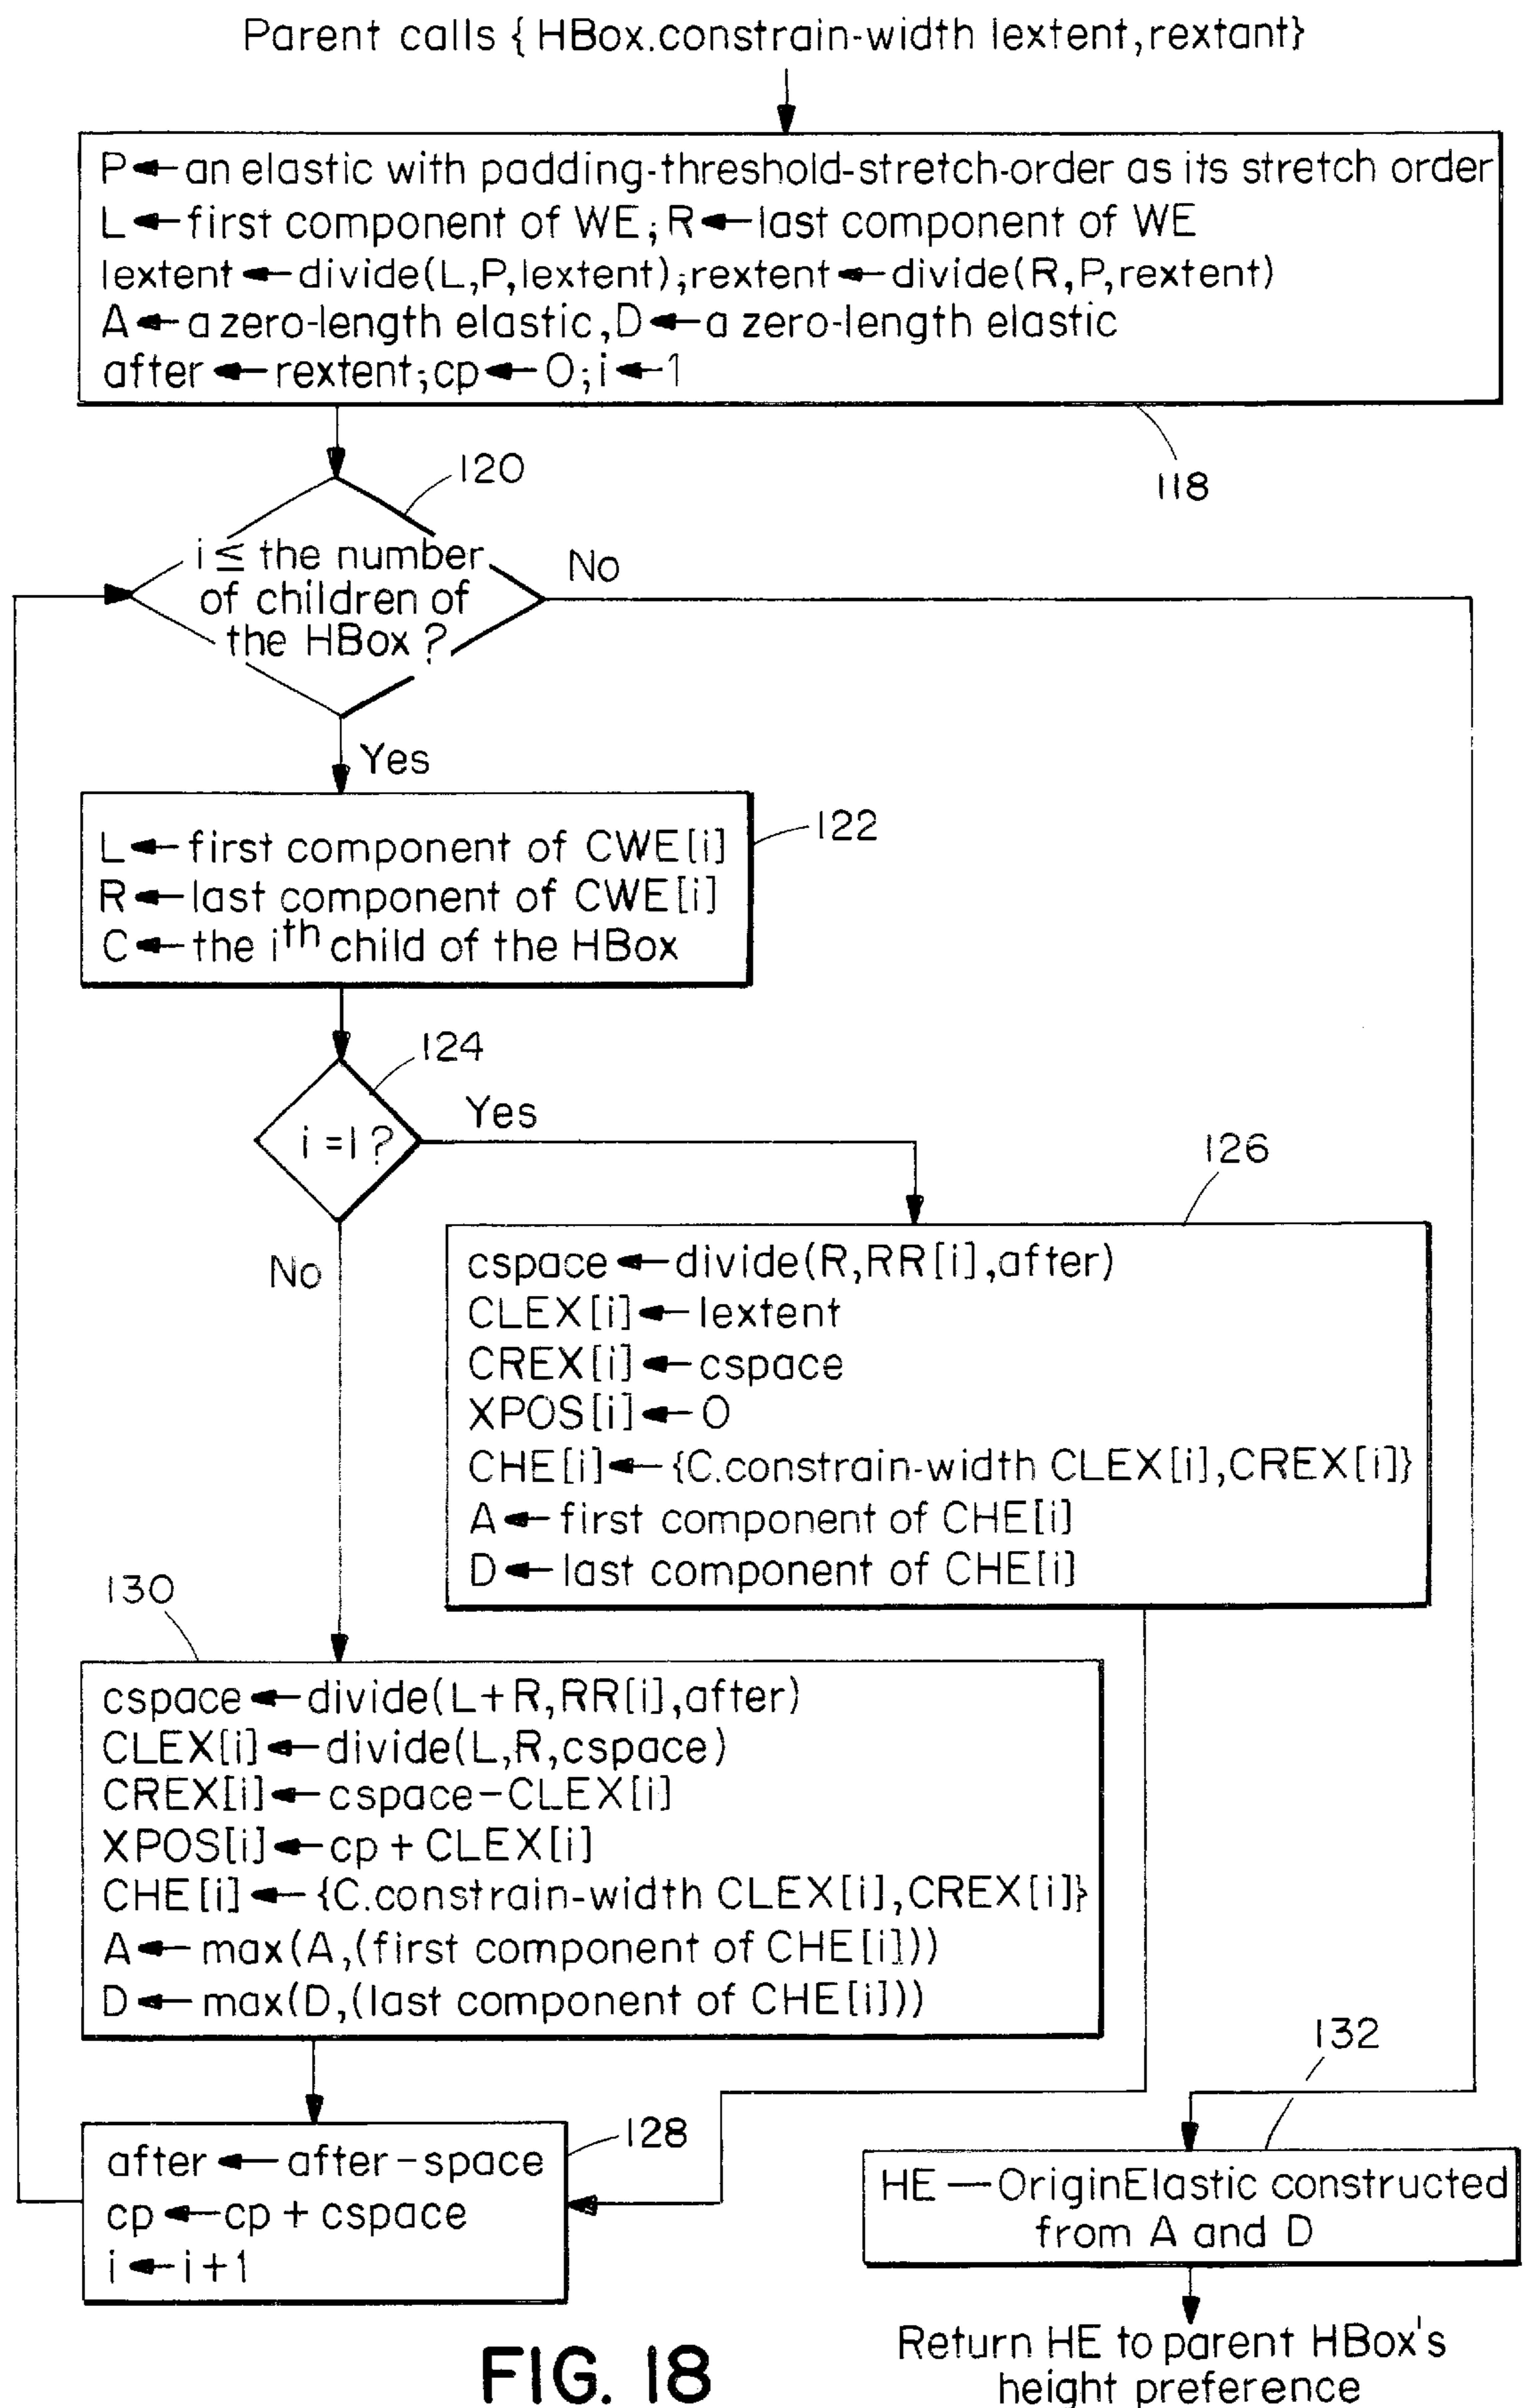 Parent calls { HBox.constrain-width lextent,rextant}
P←an elastic with padding-threshold-stretch-order as its stretch order
L←first component of WE; R←last component of WE
lextent←divide(L,P,lextent);rextent←divide(R,P,rextent)
A←a zero-length elastic,D←a zero-length elastic
after←rextent;cp←0;i←1
118
120
i ≤ the number
of children of
the HBox ?
No
Yes
122
L←first component of CWE[i]
R←last component of CWE[i]
C←the ith child of the HBox
124
i =1 ?
Yes
No
126
cspace←divide(R,RR[i],after)
CLEX[i]←lextent
CREX[i]←cspace
XPOS[i]←0
CHE[i]←{C.constrain-width CLEX[i],CREX[i]}
A←first component of CHE[i]
D←last component of CHE[i]
130
cspace←divide(L+R,RR[i],after)
CLEX[i]←divide(L,R,cspace)
CREX[i]←cspace-CLEX[i]
XPOS[i]←cp + CLEX[i]
CHE[i]←{C.constrain-width CLEX[i],CREX[i]}
A←max(A,(first component of CHE[i]))
D←max(D,(last component of CHE[i]))
128
after←after-space
cp←cp + cspace
i←i+1
132
HE — OriginElastic constructed
from A and D
Return HE to parent HBox's
height preference
FIG. 18